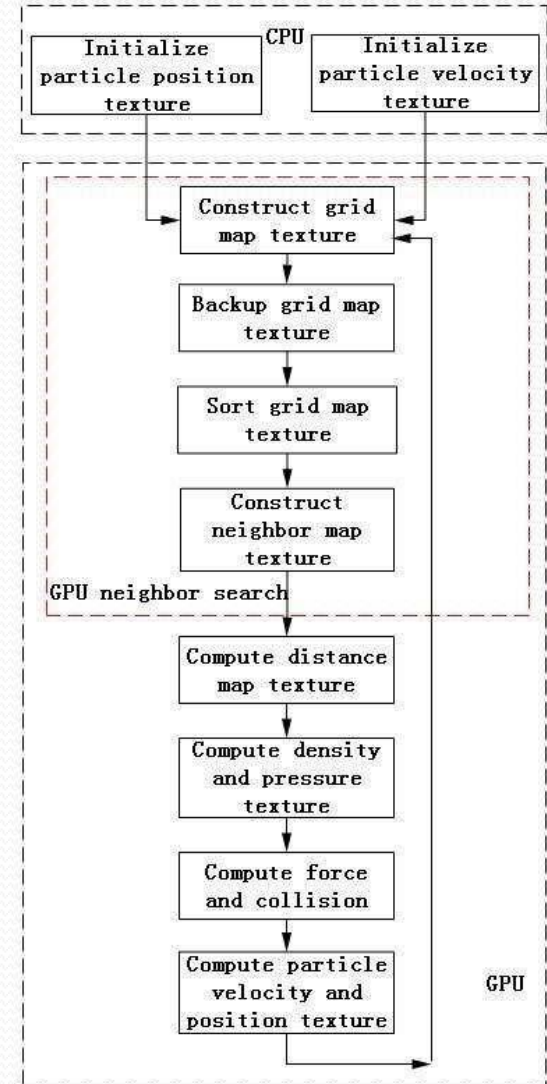 CPU
Initialize
particle position
texture
Initialize
particle velocity
texture
Construct grid
map texture
Backup grid map
texture
Sort grid map
texture
Construct
neighbor map
texture
GPU neighbor search
Compute distance
map texture
Compute density
and pressure
texture
Compute force
and collision
Compute particle
velocity and
position texture
GPU